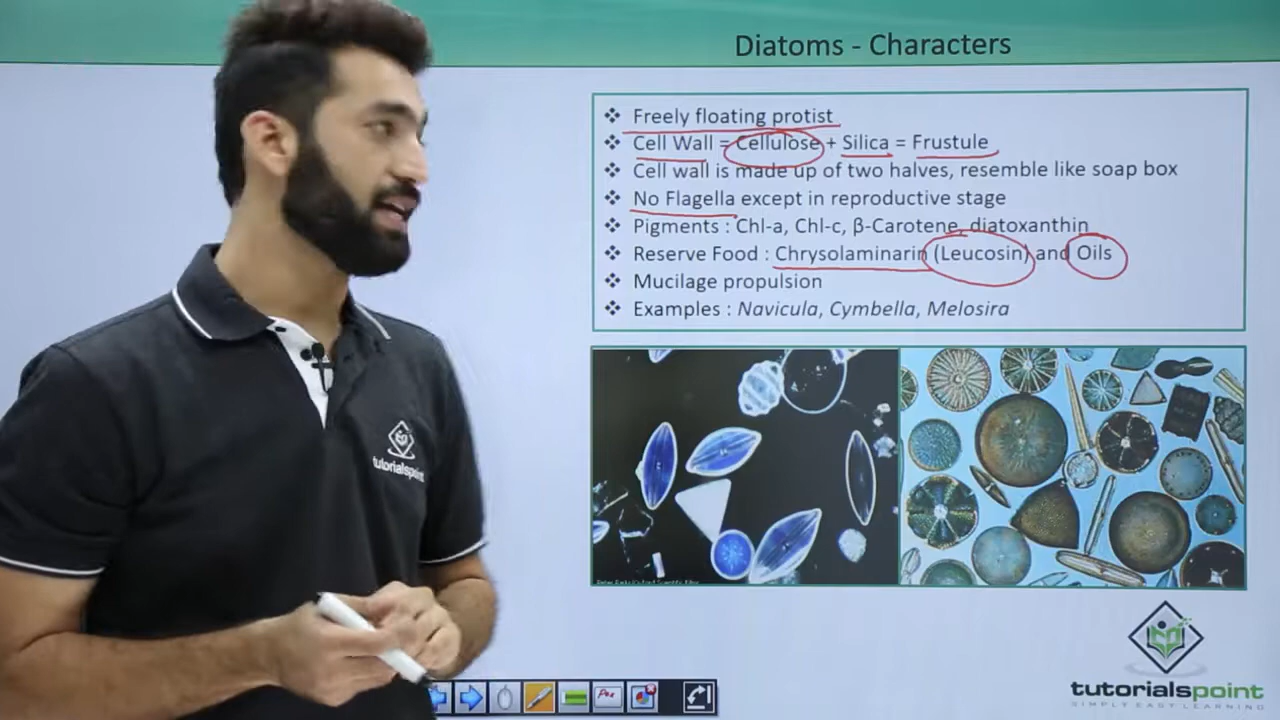 Diatoms - Characters
❖ Freely floating protist
❖ Cell Wall = Cellulose + Silica = Frustule
❖ Cell wall is made up of two halves, resemble like soap box
❖ No Flagella except in reproductive stage
❖ Pigments : Chl-a, Chl-c, β-Carotene, diatoxanthin
❖ Reserve Food : Chrysolaminarin (Leucosin) and Oils
❖ Mucilage propulsion
❖ Examples : Navicula, Cymbella, Melosira
tutorialspoint
tutorialspoint
SIMPLY EASY LEARNING